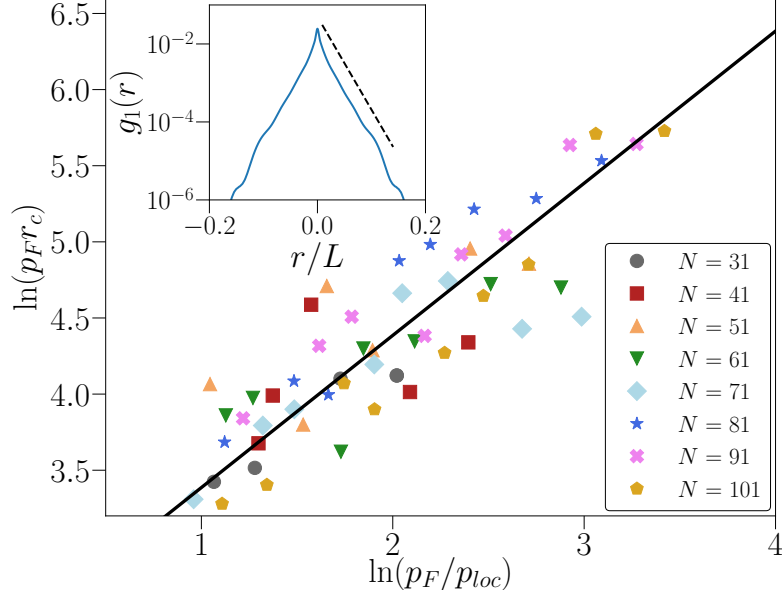 6.5
6.0
5.5
5.0
4.5
4.0
3.5
ln(p_F r_c)
1
2
3
4
ln(p_F/p_{loc})
10^{-2}
10^{-4}
10^{-6}
g_1(r)
−0.2
0.0
0.2
r/L
N = 31
N = 41
N = 51
N = 61
N = 71
N = 81
N = 91
N = 101